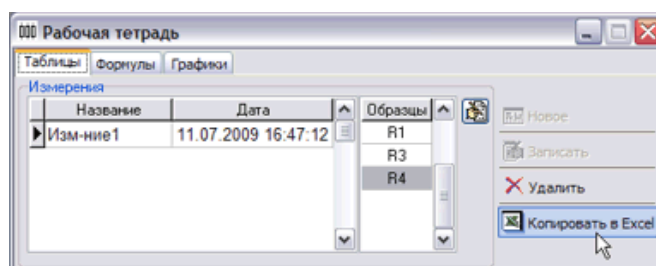 Рабочая тетрадь
Таблицы Формулы Графики
Измерения
Название Дата Образцы
Изм-ние1 11.07.2009 16:47:12 R1
R3
R4
Новое
Записать
Удалить
Копировать в Excel